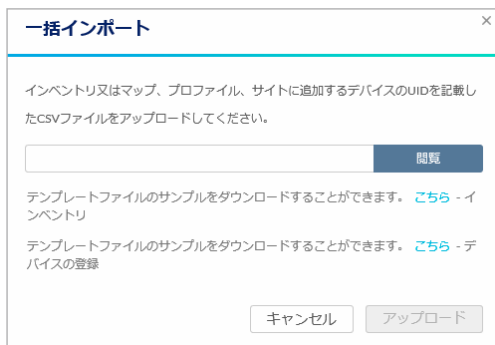 一括インポート
×
インベントリ又はマップ、プロファイル、サイトに追加するデバイスのUIDを記載し
たCSVファイルをアップロードしてください。
閲覧
テンプレートファイルのサンプルをダウンロードすることができます。 こちら - イ
ンベントリ
テンプレートファイルのサンプルをダウンロードすることができます。 こちら - デ
バイスの登録
キャンセル
アップロード